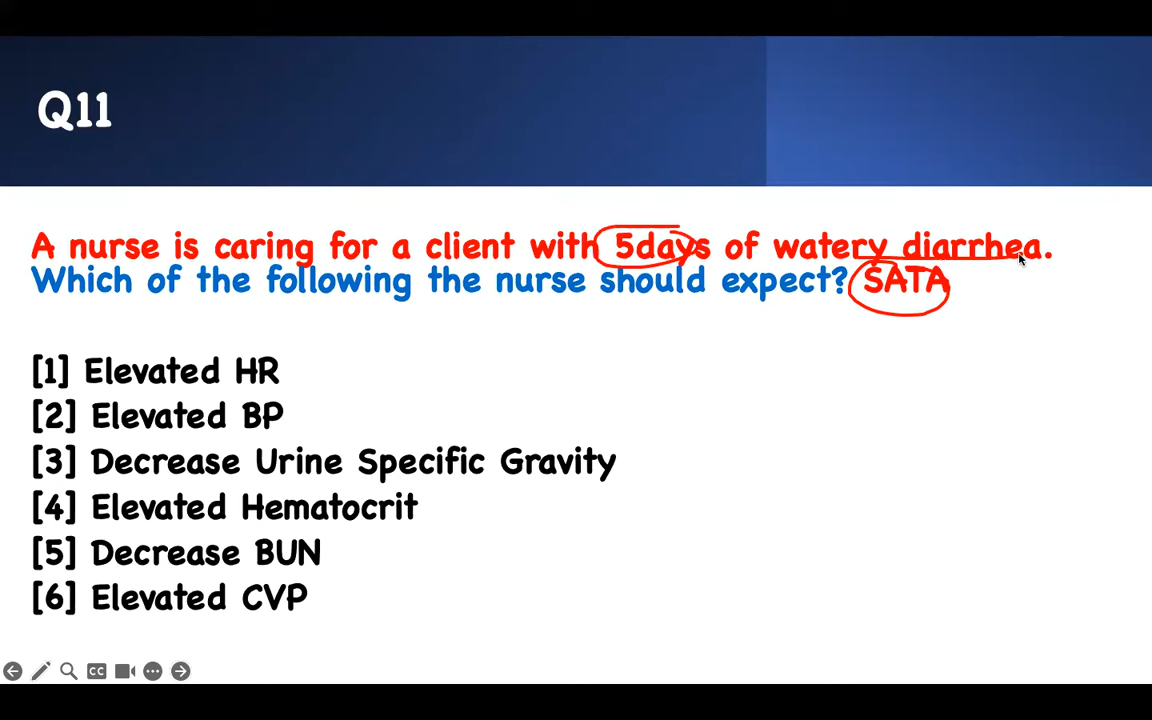 Q11
A nurse is caring for a client with 5days of watery diarrhea.
Which of the following the nurse should expect? SATA
[1] Elevated HR
[2] Elevated BP
[3] Decrease Urine Specific Gravity
[4] Elevated Hematocrit
[5] Decrease BUN
[6] Elevated CVP
CC